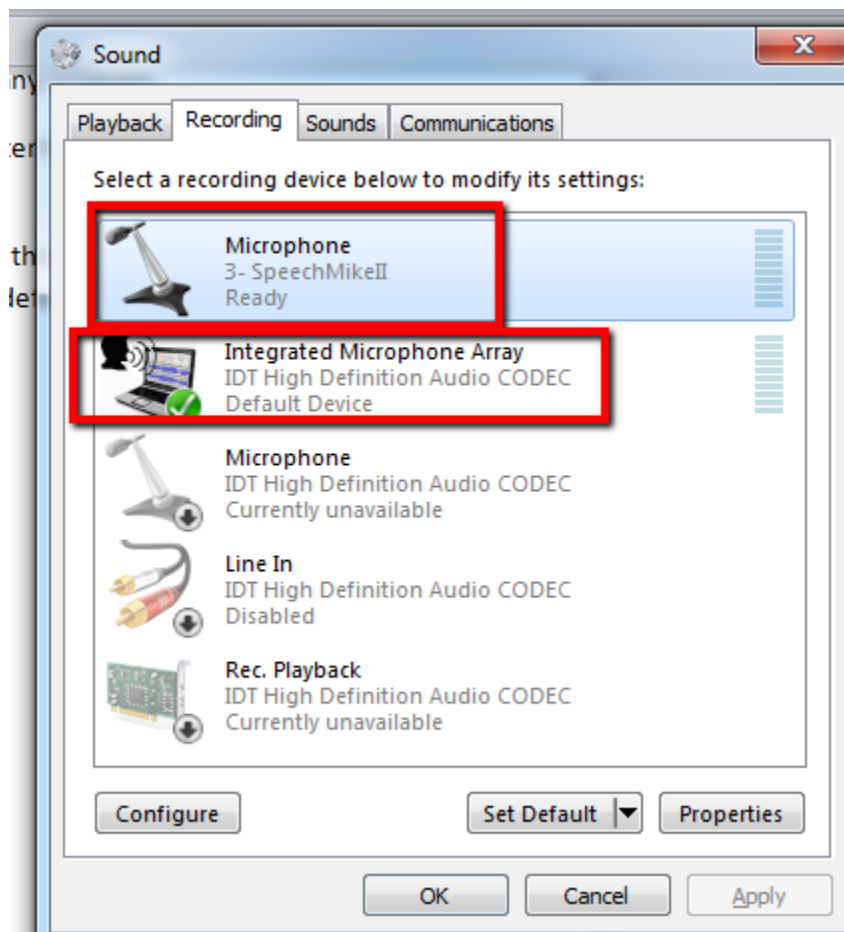 Sound
Playback Recording Sounds Communications
Select a recording device below to modify its settings:
Microphone
3- SpeechMikeII
Ready
Integrated Microphone Array
IDT High Definition Audio CODEC
Default Device
Microphone
IDT High Definition Audio CODEC
Currently unavailable
Line In
IDT High Definition Audio CODEC
Disabled
Rec. Playback
IDT High Definition Audio CODEC
Currently unavailable
Configure Set Default Properties
OK Cancel Apply